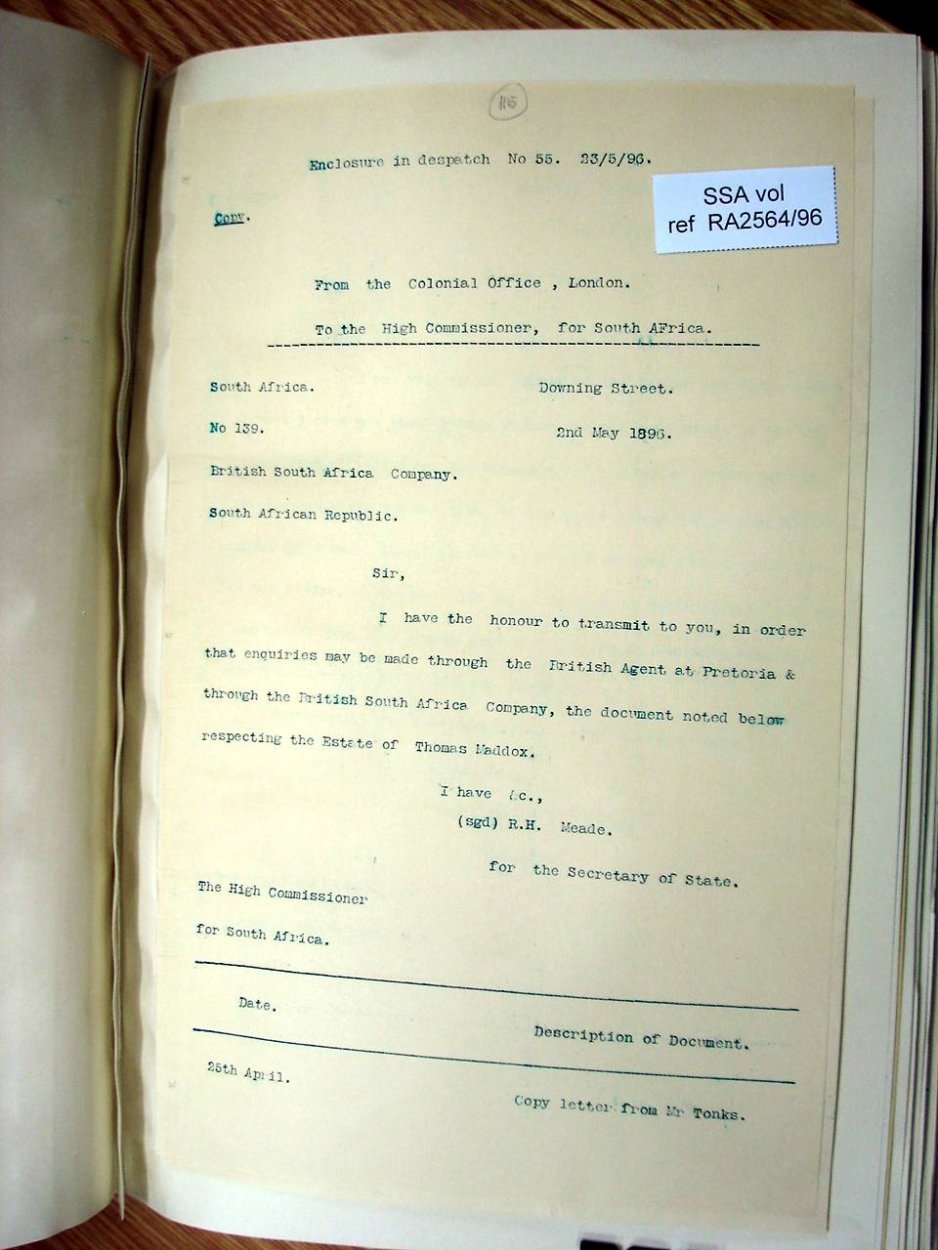 116
Enclosure in despatch No 55. 23/5/96.
SSA vol
ref RA2564/96
Copy.
From the Colonial Office , London.
To the High Commissioner, for South AFrica.
South Africa. Downing Street.
No 139. 2nd May 1896.
British South Africa Company.
South African Republic.
Sir,
I have the honour to transmit to you, in order
that enquiries may be made through the British Agent at Pretoria &
through the British South Africa Company, the document noted below
respecting the Estate of Thomas Maddox.
I have &c.,
(sgd) R.H. Meade.
for the Secretary of State.
The High Commissioner
for South Africa.
Date. Description of Document.
25th April. Copy letter from Mr Tonks.